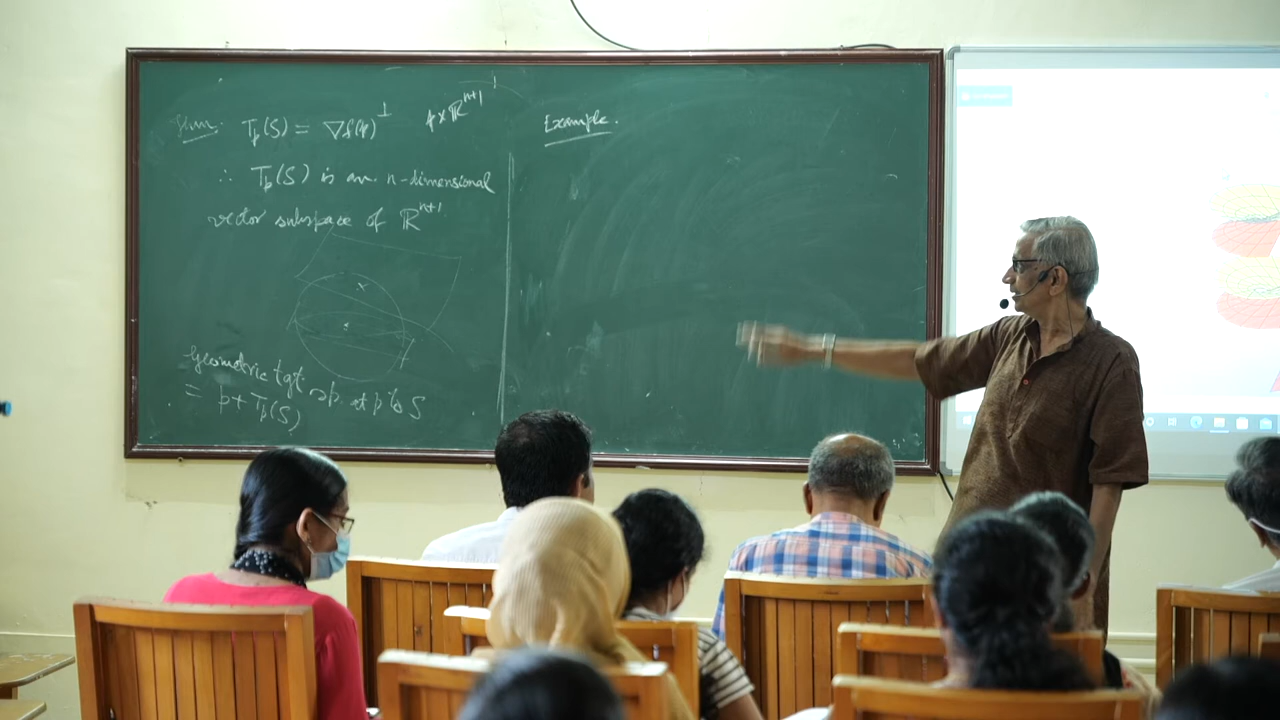 Thm. Tₚ(S) = ∇f(p)^⊥
∴ Tₚ(S) is an n-dimensional
vector subspace of ℝⁿ⁺¹
Geometric tgt. sp. at p to S
= p + Tₚ(S)
ℝⁿ⁺¹
Example.